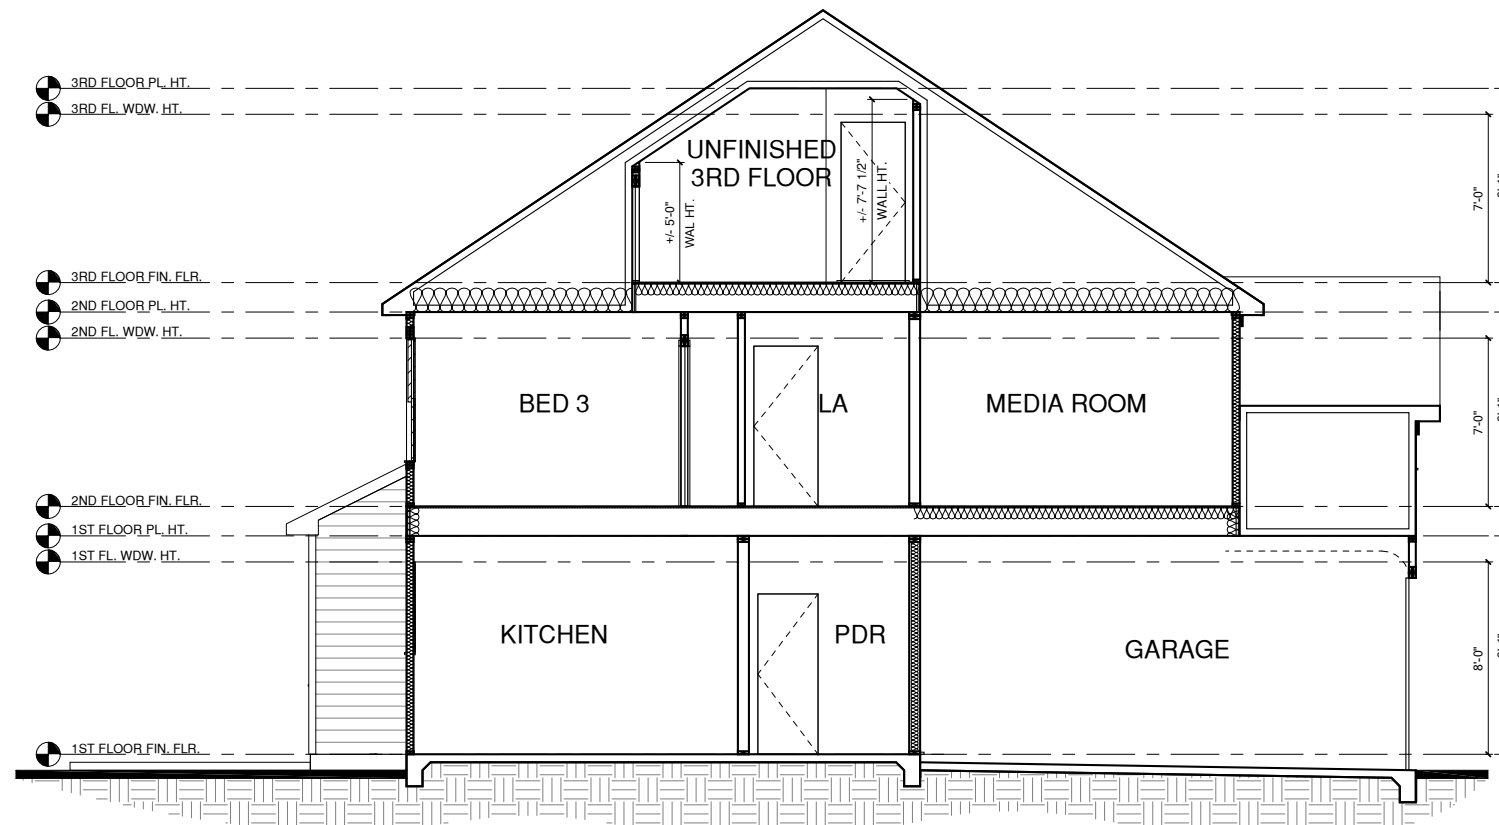 3RD FLOOR PL. HT.
3RD FL. WDW. HT.
UNFINISHED
3RD FLOOR
+/- 5'-0"
WAL HT.
+/- 7'-7 1/2"
WALL HT.
7'-0"
3RD FLOOR FIN. FLR.
2ND FLOOR PL. HT.
2ND FL. WDW. HT.
BED 3
LA
MEDIA ROOM
7'-0"
2ND FLOOR FIN. FLR.
1ST FLOOR PL. HT.
1ST FL. WDW. HT.
KITCHEN
PDR
GARAGE
8'-0"
1ST FLOOR FIN. FLR.